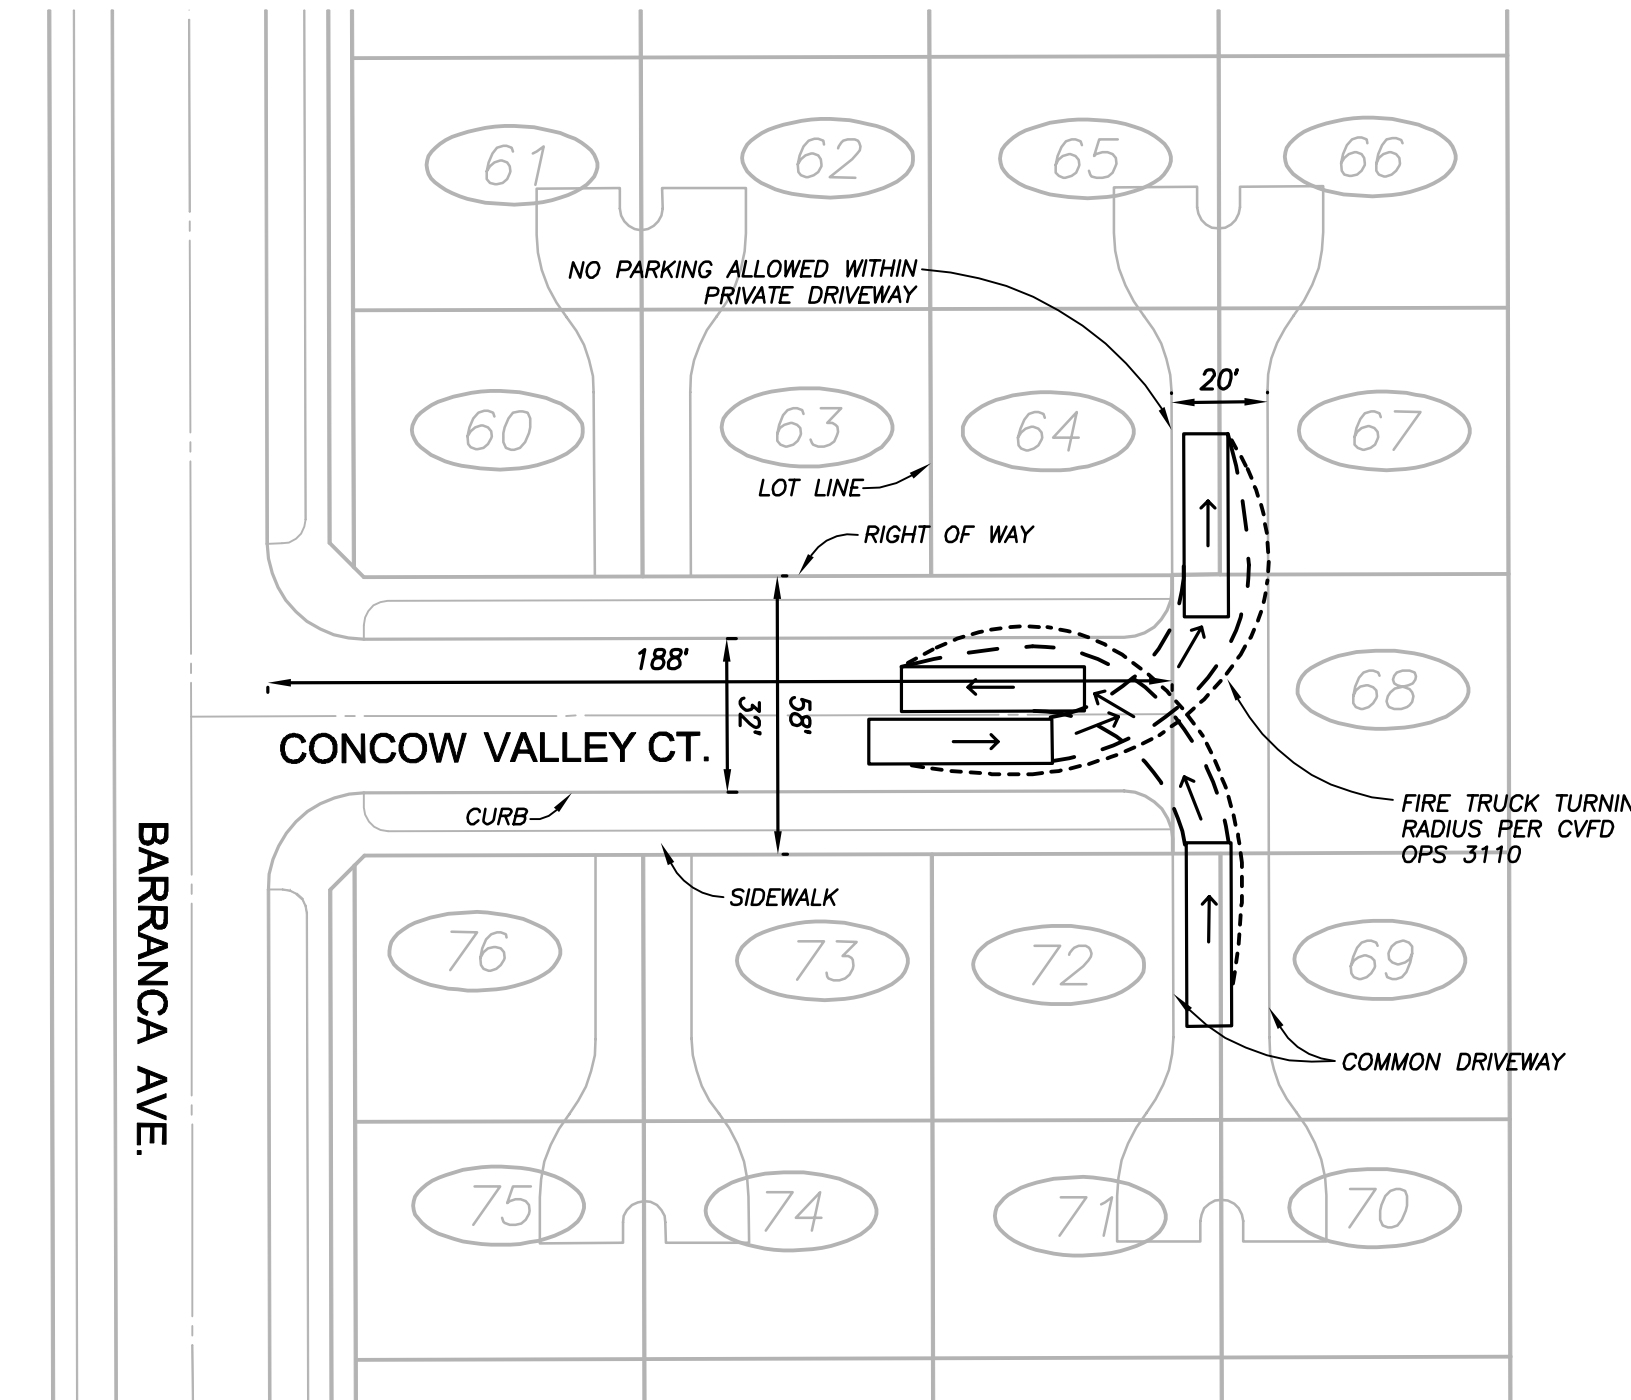 61
62
65
66
NO PARKING ALLOWED WITHIN
PRIVATE DRIVEWAY
20'
60
63
64
67
LOT LINE
RIGHT OF WAY
188'
32'
58'
68
CONCOW VALLEY CT.
CURB
FIRE TRUCK TURNIN
RADIUS PER CVFD
OPS 3110
BARRANCA AVE.
SIDEWALK
76
73
72
69
COMMON DRIVEWAY
75
74
71
70